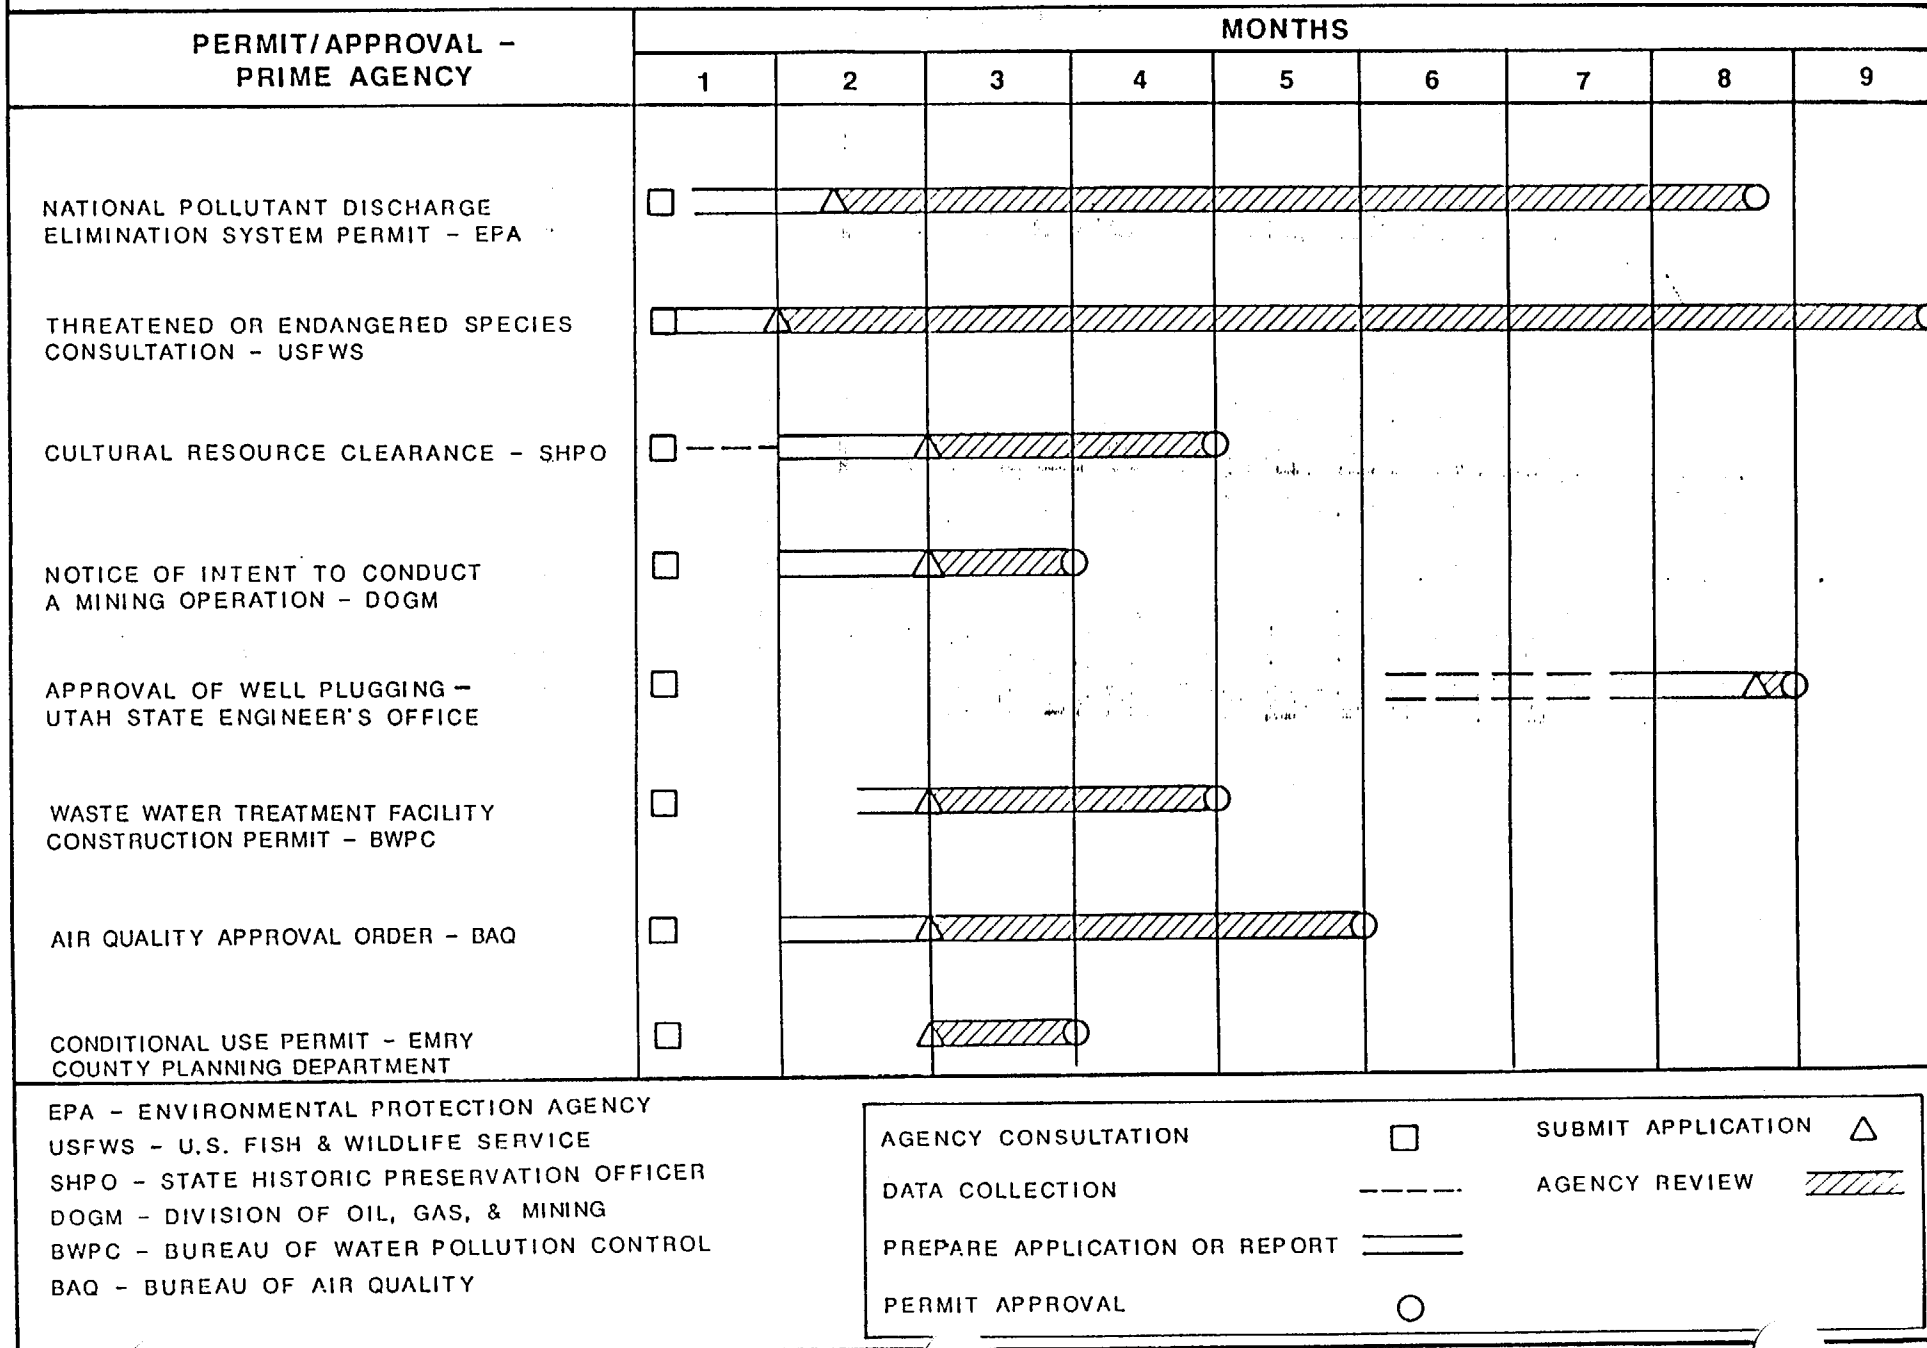 PERMIT/APPROVAL –
PRIME AGENCY
MONTHS
1 2 3 4 5 6 7 8 9
NATIONAL POLLUTANT DISCHARGE
ELIMINATION SYSTEM PERMIT – EPA
THREATENED OR ENDANGERED SPECIES
CONSULTATION – USFWS
CULTURAL RESOURCE CLEARANCE – SHPO
NOTICE OF INTENT TO CONDUCT
A MINING OPERATION – DOGM
APPROVAL OF WELL PLUGGING –
UTAH STATE ENGINEER'S OFFICE
WASTE WATER TREATMENT FACILITY
CONSTRUCTION PERMIT – BWPC
AIR QUALITY APPROVAL ORDER – BAQ
CONDITIONAL USE PERMIT – EMRY
COUNTY PLANNING DEPARTMENT
EPA – ENVIRONMENTAL PROTECTION AGENCY
USFWS – U.S. FISH & WILDLIFE SERVICE
SHPO – STATE HISTORIC PRESERVATION OFFICER
DOGM – DIVISION OF OIL, GAS, & MINING
BWPC – BUREAU OF WATER POLLUTION CONTROL
BAQ – BUREAU OF AIR QUALITY
AGENCY CONSULTATION
SUBMIT APPLICATION
DATA COLLECTION
AGENCY REVIEW
PREPARE APPLICATION OR REPORT
PERMIT APPROVAL